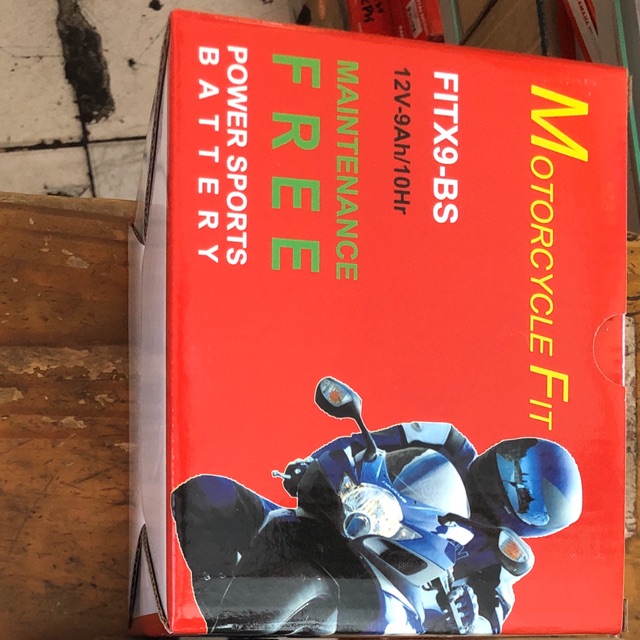 MOTORCYCLE FIT
FITX9-BS
12V-9Ah/10Hr
MAINTENANCE
FREE
POWER SPORTS
BATTERY